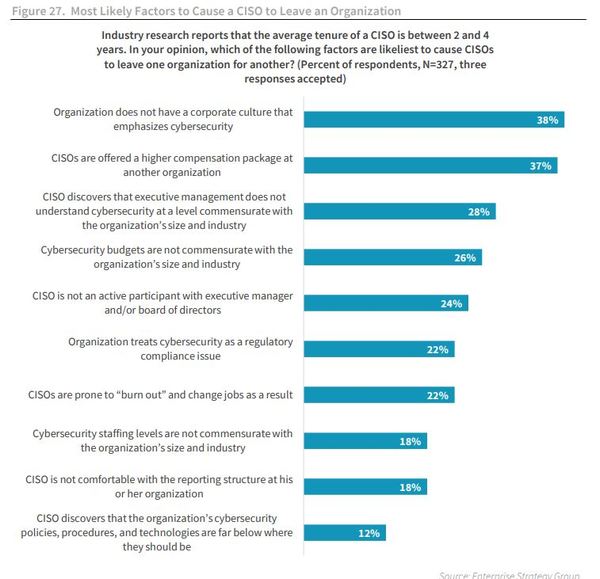 Figure 27. Most Likely Factors to Cause a CISO to Leave an Organization
Industry research reports that the average tenure of a CISO is between 2 and 4
years. In your opinion, which of the following factors are likeliest to cause CISOs
to leave one organization for another? (Percent of respondents, N=327, three
responses accepted)
Organization does not have a corporate culture that
emphasizes cybersecurity
38%
CISOs are offered a higher compensation package at
another organization
37%
CISO discovers that executive management does not
understand cybersecurity at a level commensurate with
the organization's size and industry
28%
Cybersecurity budgets are not commensurate with the
organization's size and industry
26%
CISO is not an active participant with executive manager
and/or board of directors
24%
Organization treats cybersecurity as a regulatory
compliance issue
22%
CISOs are prone to “burn out” and change jobs as a result
22%
Cybersecurity staffing levels are not commensurate with
the organization's size and industry
18%
CISO is not comfortable with the reporting structure at his
or her organization
18%
CISO discovers that the organization's cybersecurity
policies, procedures, and technologies are far below where
they should be
12%
Source: Enterprise Strategy Group